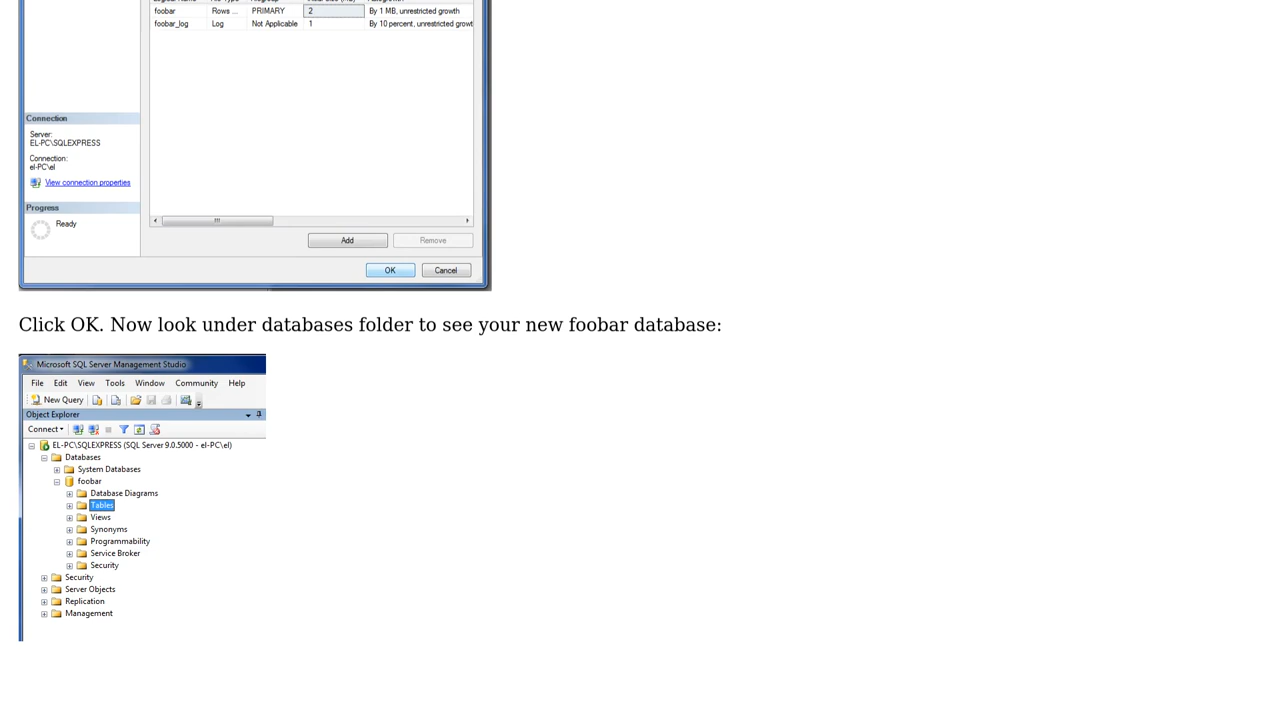 foobar Rows ... PRIMARY 2 By 1 MB, unrestricted growth
foobar_log Log Not Applicable 1 By 10 percent, unrestricted growt
Connection
Server:
EL-PC\SQLEXPRESS
Connection:
el-PC\el
View connection properties
Progress
Ready
Add Remove
OK Cancel
Click OK. Now look under databases folder to see your new foobar database:
Microsoft SQL Server Management Studio
File Edit View Tools Window Community Help
New Query
Object Explorer
Connect
EL-PC\SQLEXPRESS (SQL Server 9.0.5000 - el-PC\el)
Databases
System Databases
foobar
Database Diagrams
Tables
Views
Synonyms
Programmability
Service Broker
Security
Security
Server Objects
Replication
Management